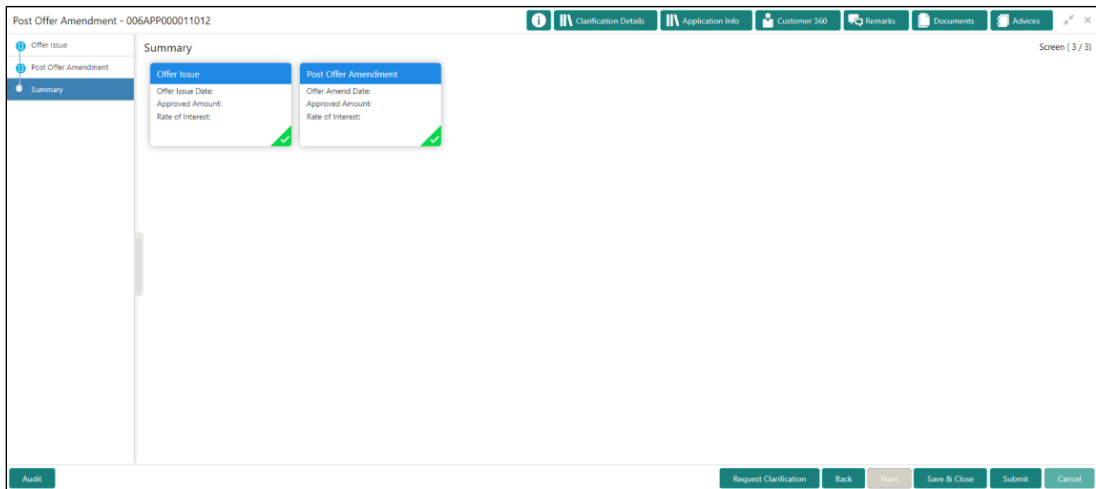 Post Offer Amendment - 006APP000011012
Clarification Details
Application Info
Customer 360
Remarks
Documents
Advices
Offer Issue
Post Offer Amendment
Summary
Summary
Screen ( 3 / 3)
Offer Issue
Offer Issue Date:
Approved Amount:
Rate of Interest:
Post Offer Amendment
Offer Amend Date:
Approved Amount:
Rate of Interest:
Audit
Request Clarification
Back
Next
Save & Close
Submit
Cancel